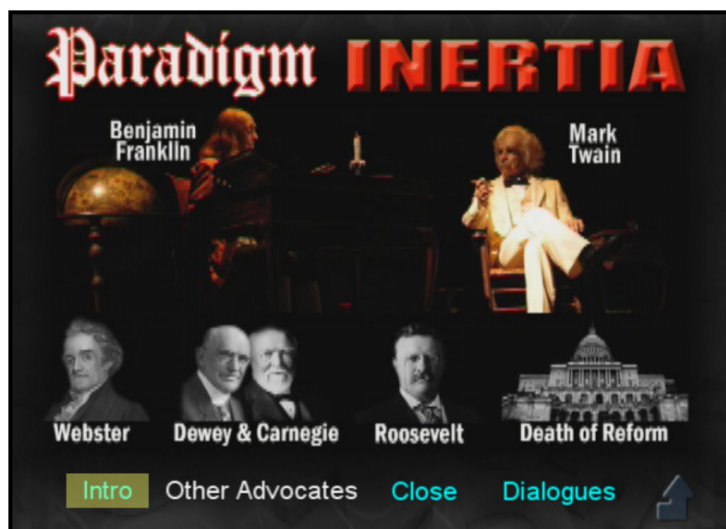 Paradigm INERTIA
Benjamin
Franklin
Mark
Twain
Webster
Dewey & Carnegie
Roosevelt
Death of Reform
Intro
Other Advocates
Close
Dialogues